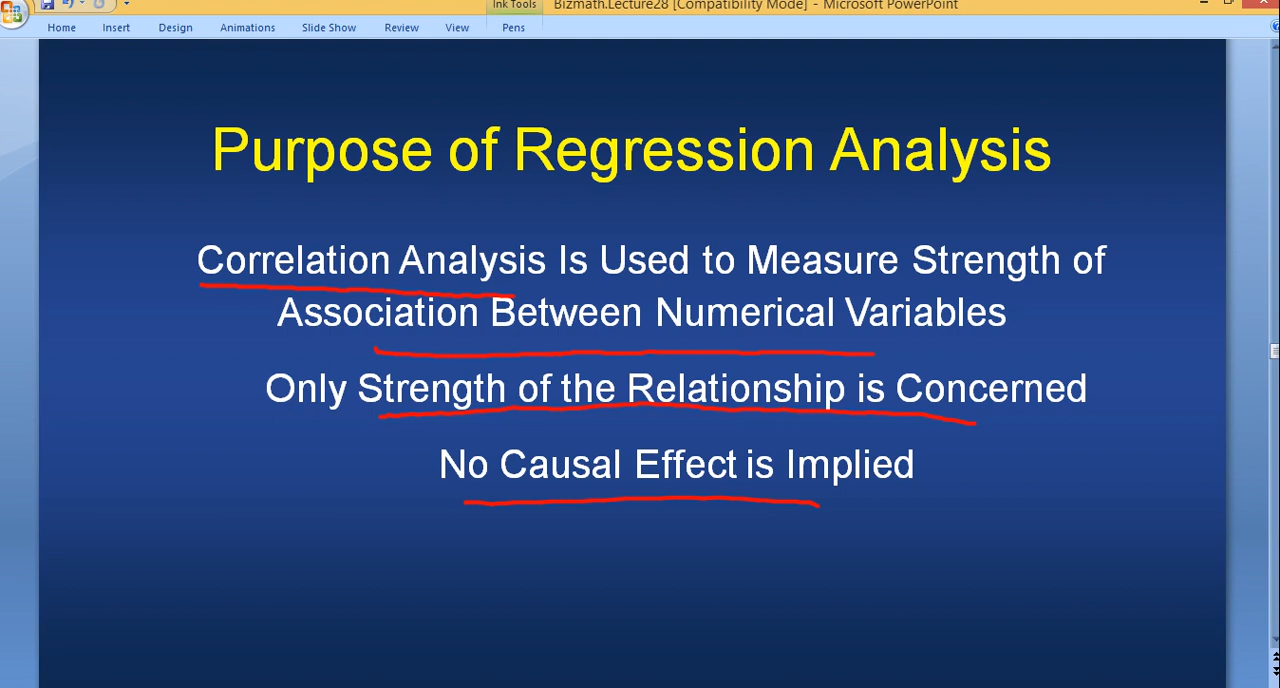 Ink Tools
Bizmath.Lecture28 [Compatibility Mode] - Microsoft PowerPoint
Home Insert Design Animations Slide Show Review View Pens
Purpose of Regression Analysis
Correlation Analysis Is Used to Measure Strength of
Association Between Numerical Variables
Only Strength of the Relationship is Concerned
No Causal Effect is Implied